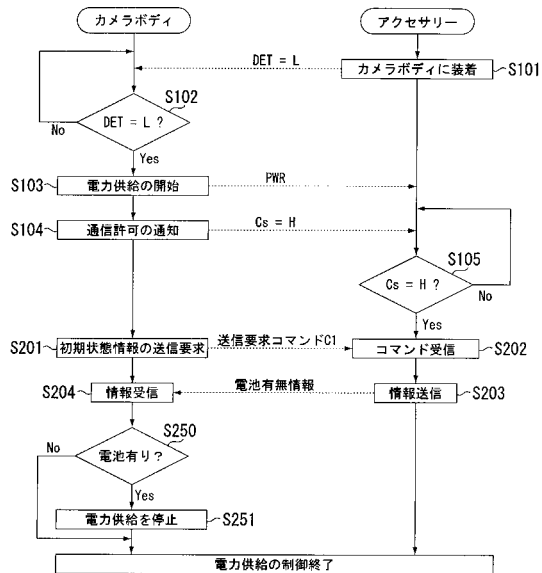 カメラボディ
アクセサリー
DET = L
カメラボディに装着
S101
S102
DET = L ?
No
Yes
S103
電力供給の開始
PWR
S104
通信許可の通知
Cs = H
S105
Cs = H ?
No
Yes
S201
初期状態情報の送信要求
送信要求コマンドC1
コマンド受信
S202
S204
情報受信
電池有無情報
情報送信
S203
S250
No
電池有り?
Yes
電力供給を停止
S251
電力供給の制御終了